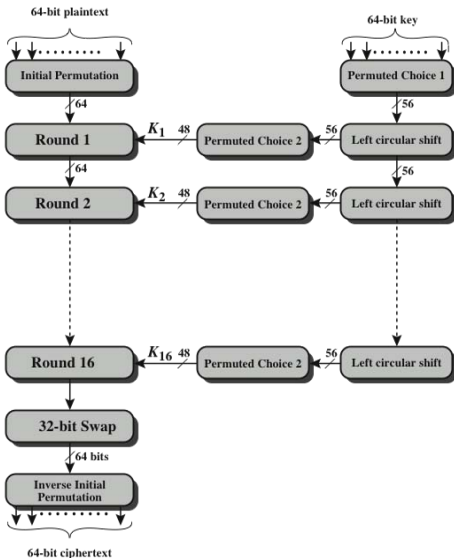 64-bit plaintext
64-bit key
Initial Permutation
Permuted Choice 1
64
56
Round 1
K1
48
Permuted Choice 2
56
Left circular shift
64
56
Round 2
K2
48
Permuted Choice 2
56
Left circular shift
Round 16
K16
48
Permuted Choice 2
56
Left circular shift
32-bit Swap
64 bits
Inverse Initial
Permutation
64-bit ciphertext